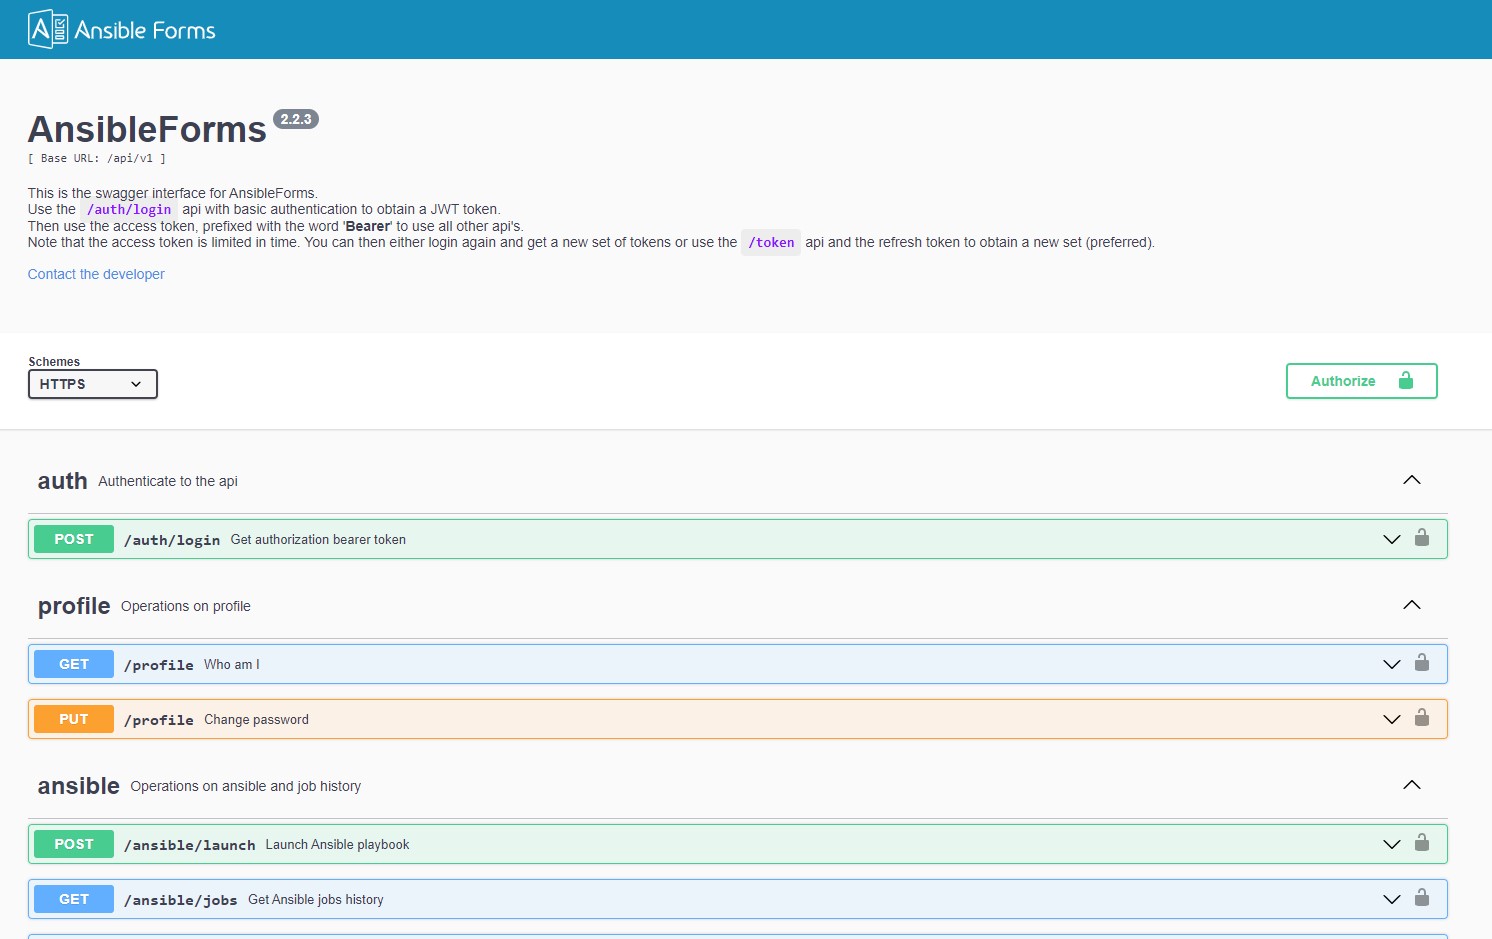 Ansible Forms
AnsibleForms 2.2.3
[ Base URL: /api/v1 ]
This is the swagger interface for AnsibleForms.
Use the /auth/login api with basic authentication to obtain a JWT token.
Then use the access token, prefixed with the word 'Bearer' to use all other api's.
Note that the access token is limited in time. You can then either login again and get a new set of tokens or use the /token api and the refresh token to obtain a new set (preferred).
Contact the developer
Schemes
HTTPS
Authorize
auth Authenticate to the api
POST /auth/login Get authorization bearer token
profile Operations on profile
GET /profile Who am I
PUT /profile Change password
ansible Operations on ansible and job history
POST /ansible/launch Launch Ansible playbook
GET /ansible/jobs Get Ansible jobs history